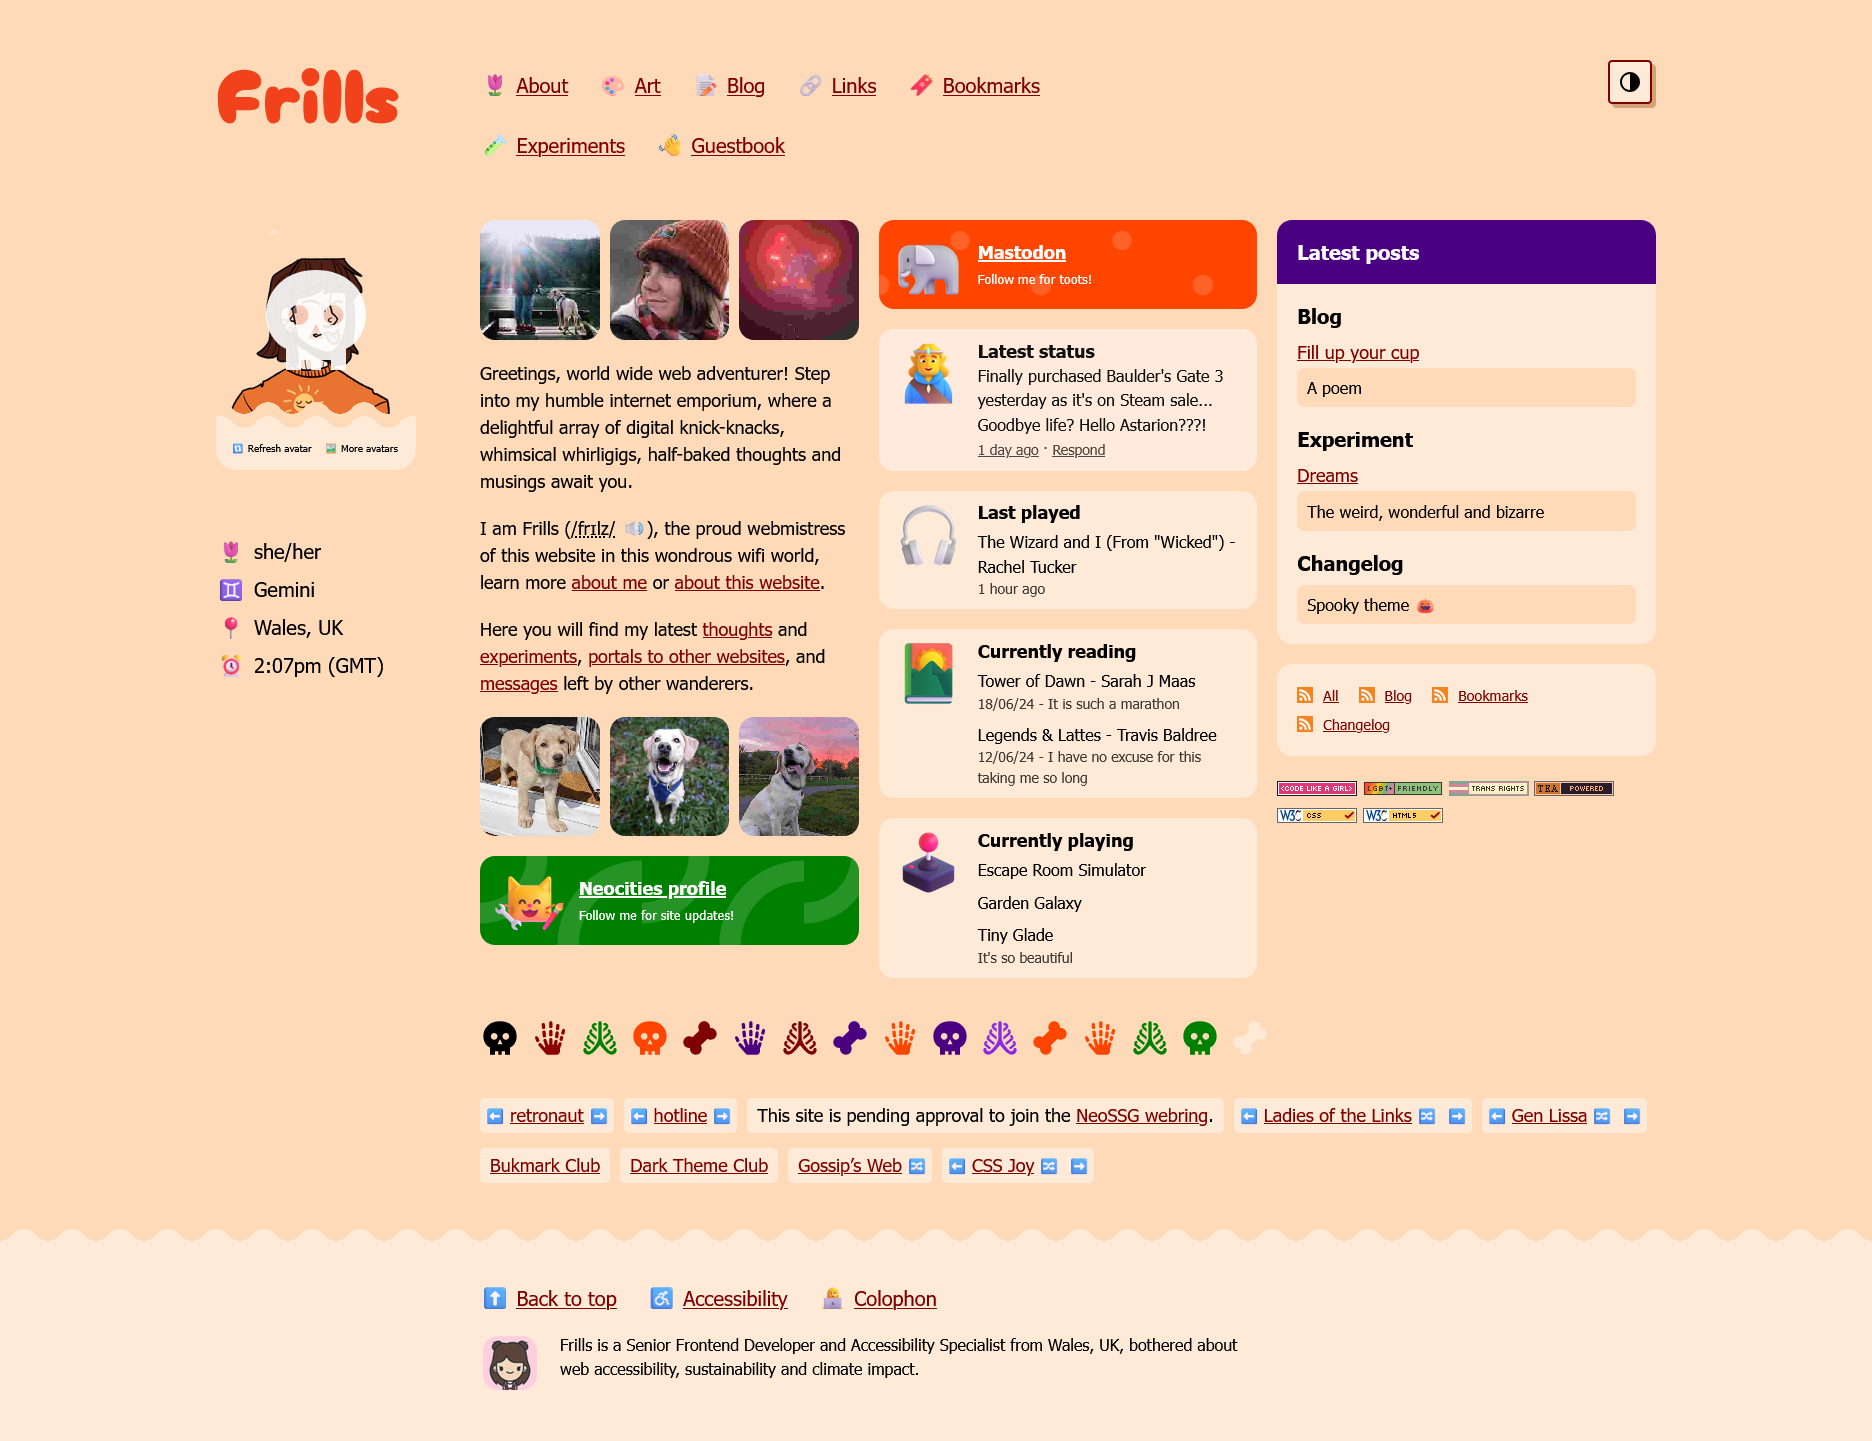 Frills
About
Art
Blog
Links
Bookmarks
Experiments
Guestbook
Refresh avatar
More avatars
she/her
Gemini
Wales, UK
2:07pm (GMT)
Greetings, world wide web adventurer! Step
into my humble internet emporium, where a
delightful array of digital knick-knacks,
whimsical whirligigs, half-baked thoughts and
musings await you.
I am Frills (/frɪlz/ ), the proud webmistress
of this website in this wondrous wifi world,
learn more about me or about this website.
Here you will find my latest thoughts and
experiments, portals to other websites, and
messages left by other wanderers.
Neocities profile
Follow me for site updates!
Mastodon
Follow me for toots!
Latest status
Finally purchased Baulder's Gate 3
yesterday as it's on Steam sale...
Goodbye life? Hello Astarion???!
1 day ago · Respond
Last played
The Wizard and I (From "Wicked") -
Rachel Tucker
1 hour ago
Currently reading
Tower of Dawn - Sarah J Maas
18/06/24 - It is such a marathon
Legends & Lattes - Travis Baldree
12/06/24 - I have no excuse for this
taking me so long
Currently playing
Escape Room Simulator
Garden Galaxy
Tiny Glade
It's so beautiful
Latest posts
Blog
Fill up your cup
A poem
Experiment
Dreams
The weird, wonderful and bizarre
Changelog
Spooky theme
All
Blog
Bookmarks
Changelog
<CODE LIKE A GIRL>
LGBT+ FRIENDLY
TRANS RIGHTS
TEA POWERED
W3C CSS
W3C HTML5
retronaut
hotline
This site is pending approval to join the NeoSSG webring.
Ladies of the Links
Gen Lissa
Bukmark Club
Dark Theme Club
Gossip’s Web
CSS Joy
Back to top
Accessibility
Colophon
Frills is a Senior Frontend Developer and Accessibility Specialist from Wales, UK, bothered about
web accessibility, sustainability and climate impact.